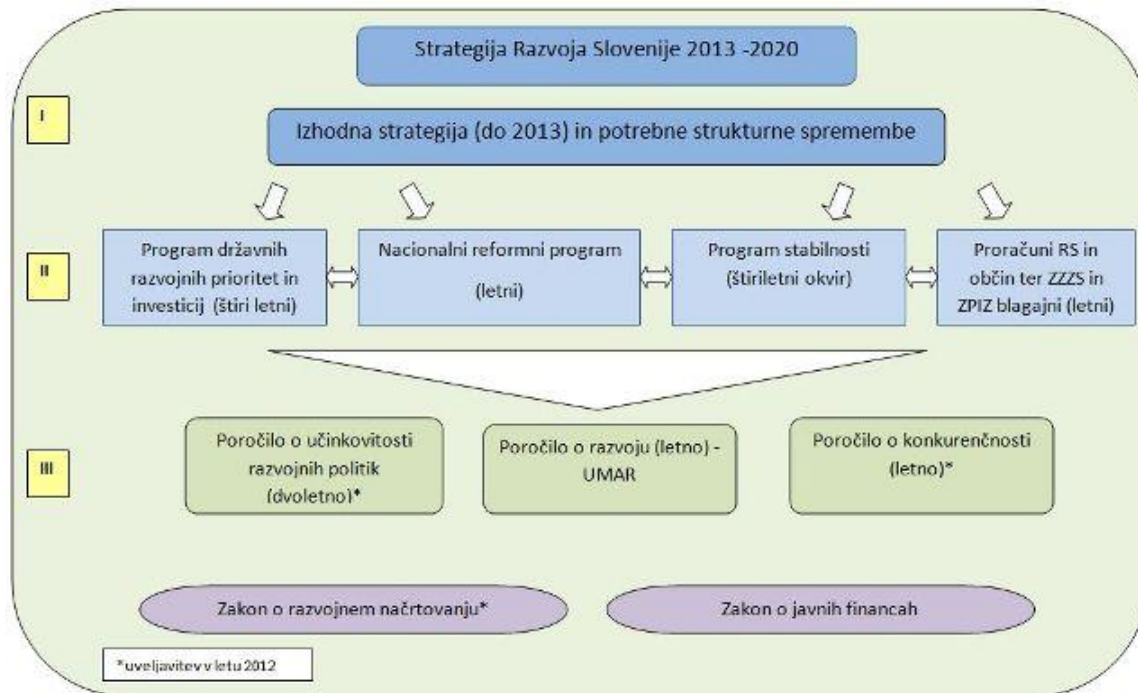 Strategija Razvoja Slovenije 2013 -2020
I
Izhodna strategija (do 2013) in potrebne strukturne spremembe
II
Program državnih
razvojnih prioritet in
investicij (štiri letni)
Nacionalni reformni program
(letni)
Program stabilnosti
(štiriletni okvir)
Proračuni RS in
občin ter ZZZS in
ZPIZ blagajni (letni)
III
Poročilo o učinkovitosti
razvojnih politik
(dvoletno)*
Poročilo o razvoju (letno) -
UMAR
Poročilo o konkurenčnosti
(letno)*
Zakon o razvojnem načrtovanju*
Zakon o javnih financah
*uveljavitev v letu 2012